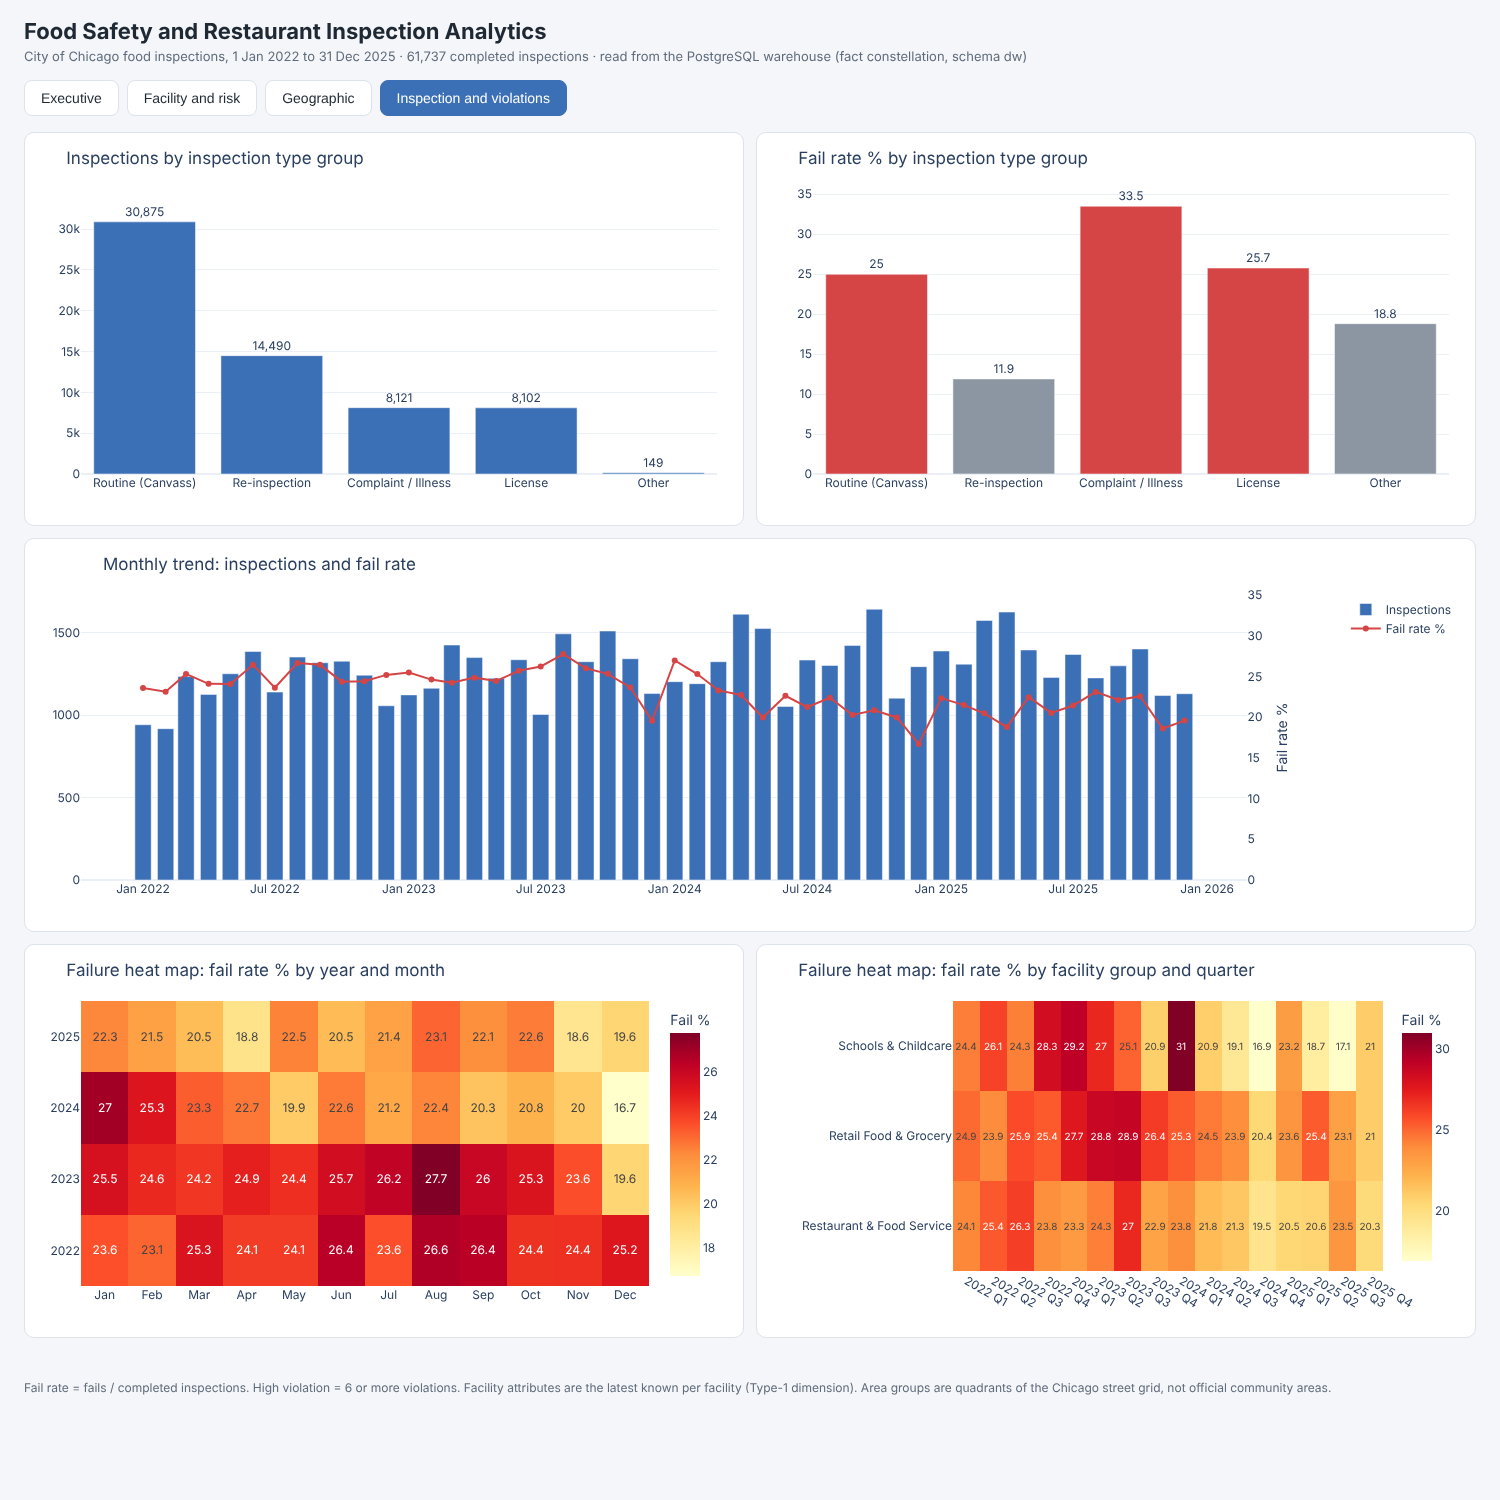 Food Safety and Restaurant Inspection Analytics
City of Chicago food inspections, 1 Jan 2022 to 31 Dec 2025 · 61,737 completed inspections · read from the PostgreSQL warehouse (fact constellation, schema dw)
Executive
Facility and risk
Geographic
Inspection and violations
Inspections by inspection type group
30k
25k
20k
15k
10k
5k
0
30,875
14,490
8,121
8,102
149
Routine (Canvass)
Re-inspection
Complaint / Illness
License
Other
Fail rate % by inspection type group
35
30
25
20
15
10
5
0
25
11.9
33.5
25.7
18.8
Routine (Canvass)
Re-inspection
Complaint / Illness
License
Other
Monthly trend: inspections and fail rate
1500
1000
500
0
Jan 2022
Jul 2022
Jan 2023
Jul 2023
Jan 2024
Jul 2024
Jan 2025
Jul 2025
Jan 2026
35
30
25
20
15
10
5
0
Fail rate %
Inspections
Fail rate %
Failure heat map: fail rate % by year and month
2025 22.3 21.5 20.5 18.8 22.5 20.5 21.4 23.1 22.1 22.6 18.6 19.6
2024 27 25.3 23.3 22.7 19.9 22.6 21.2 22.4 20.3 20.8 20 16.7
2023 25.5 24.6 24.2 24.9 24.4 25.7 26.2 27.7 26 25.3 23.6 19.6
2022 23.6 23.1 25.3 24.1 24.1 26.4 23.6 26.6 26.4 24.4 24.4 25.2
Jan Feb Mar Apr May Jun Jul Aug Sep Oct Nov Dec
Fail %
26
24
22
20
18
Failure heat map: fail rate % by facility group and quarter
Schools & Childcare 24.4 26.1 24.3 28.3 29.2 27 25.1 20.9 31 20.9 19.1 16.9 23.2 18.7 17.1 21
Retail Food & Grocery 24.9 23.9 25.9 25.4 27.7 28.8 28.9 26.4 25.3 24.5 23.9 20.4 23.6 25.4 23.1 21
Restaurant & Food Service 24.1 25.4 26.3 23.8 23.3 24.3 27 22.9 23.8 21.8 21.3 19.5 20.5 20.6 23.5 20.3
2022 Q1
2022 Q2
2022 Q3
2022 Q4
2023 Q1
2023 Q2
2023 Q3
2023 Q4
2024 Q1
2024 Q2
2024 Q3
2024 Q4
2025 Q1
2025 Q2
2025 Q3
2025 Q4
Fail %
30
25
20
Fail rate = fails / completed inspections. High violation = 6 or more violations. Facility attributes are the latest known per facility (Type-1 dimension). Area groups are quadrants of the Chicago street grid, not official community areas.